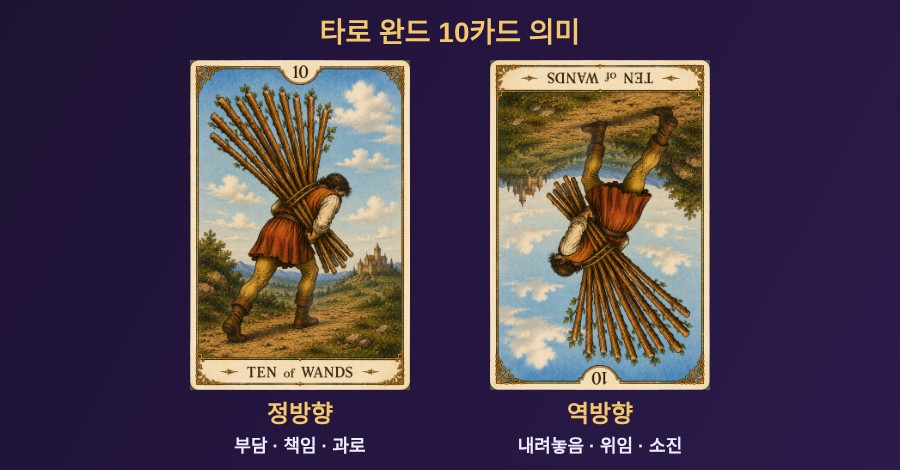 타로 완드 10카드 의미
10
TEN of WANDS
TEN of WANDS
10
정방향
역방향
부담 · 책임 · 과로
내려놓음 · 위임 · 소진